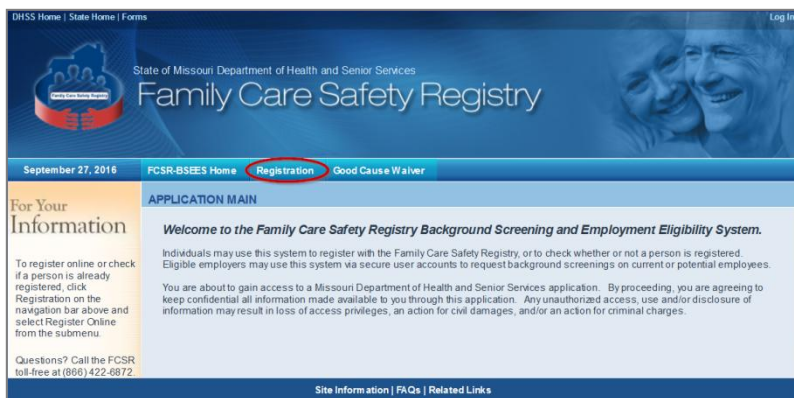 DHSS Home | State Home | Forms
Log In
State of Missouri Department of Health and Senior Services
Family Care Safety Registry
Family Care Safety Registry
September 27, 2016
FCSR-BSEES Home
Registration
Good Cause Waiver
For Your
Information
To register online or check
if a person is already
registered, click
Registration on the
navigation bar above and
select Register Online
from the submenu.
Questions? Call the FCSR
toll-free at (866) 422-6872.
APPLICATION MAIN
Welcome to the Family Care Safety Registry Background Screening and Employment Eligibility System.
Individuals may use this system to register with the Family Care Safety Registry, or to check whether or not a person is registered.
Eligible employers may use this system via secure user accounts to request background screenings on current or potential employees.
You are about to gain access to a Missouri Department of Health and Senior Services application. By proceeding, you are agreeing to
keep confidential all information made available to you through this application. Any unauthorized access, use and/or disclosure of
information may result in loss of access privileges, an action for civil damages, and/or an action for criminal charges.
Site Information | FAQs | Related Links